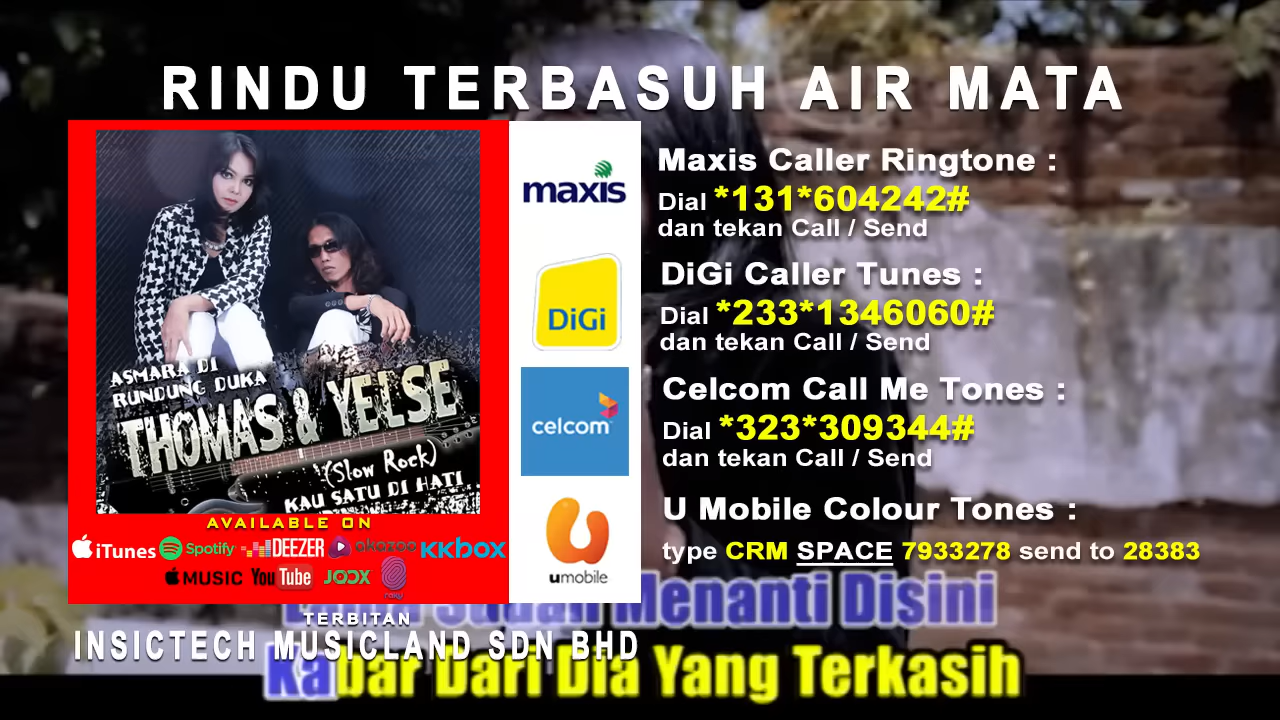 RINDU TERBASUH AIR MATA
ASMARA DI
RUNDUNG DUKA
THOMAS & YELSE
(Slow Rock)
KAU SATU DI HATI
AVAILABLE ON
iTunes Spotify DEEZER akazoo KKBOX
MUSIC YouTube JOOX
maxis
DiGi
celcom
umobile
Maxis Caller Ringtone :
Dial *131*604242#
dan tekan Call / Send
DiGi Caller Tunes :
Dial *233*1346060#
dan tekan Call / Send
Celcom Call Me Tones :
Dial *323*309344#
dan tekan Call / Send
U Mobile Colour Tones :
type CRM SPACE 7933278 send to 28383
TERBITAN
INSICTECH MUSICLAND SDN BHD
Menanti Disini
Kabar Dari Dia Yang Terkasih